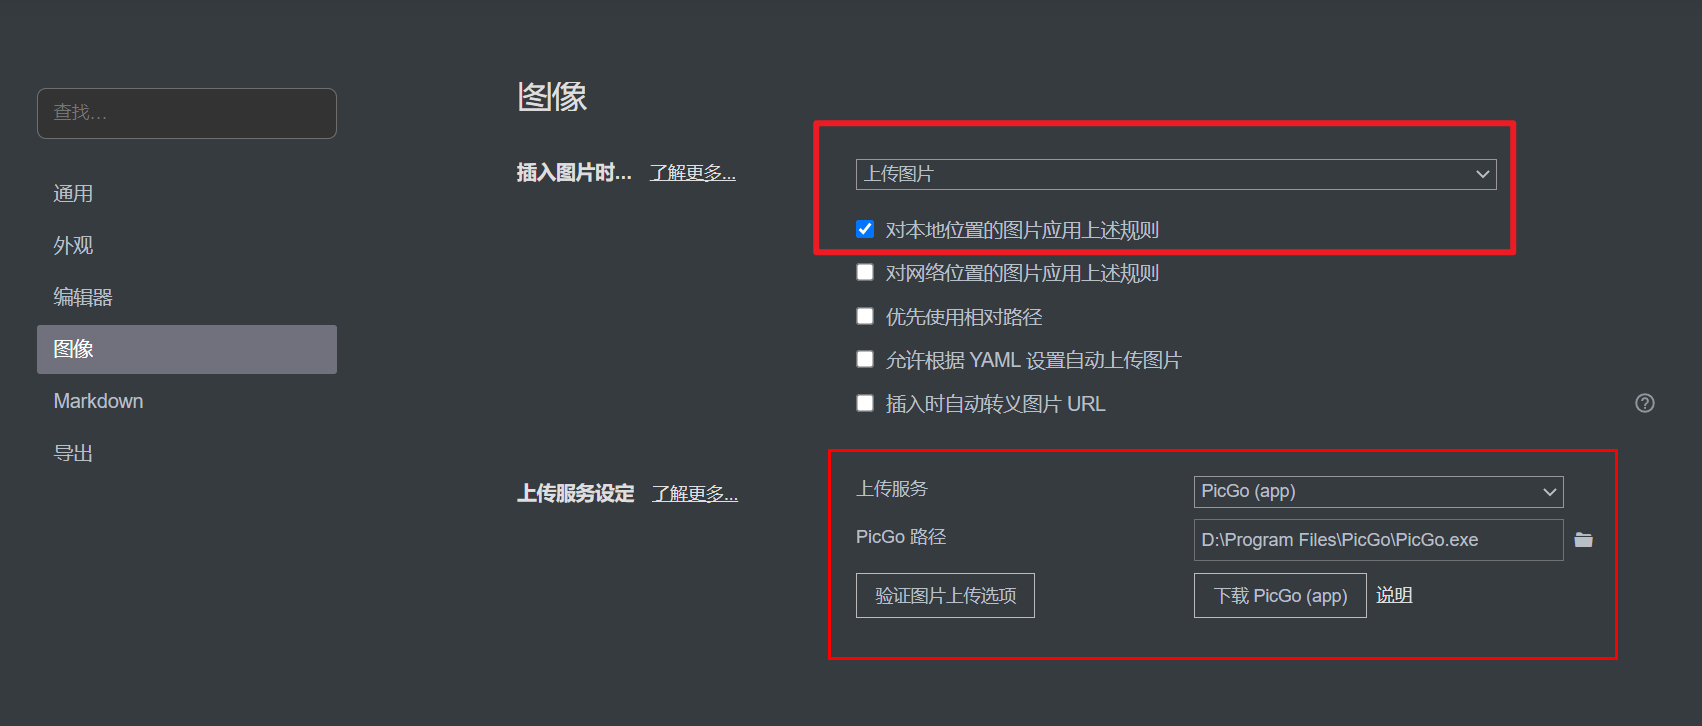 查找...
通用
外观
编辑器
图像
Markdown
导出
图像
插入图片时... 了解更多...
上传图片
对本地位置的图片应用上述规则
对网络位置的图片应用上述规则
优先使用相对路径
允许根据 YAML 设置自动上传图片
插入时自动转义图片 URL
上传服务设定 了解更多...
上传服务 PicGo (app)
PicGo 路径 D:\Program Files\PicGo\PicGo.exe
验证图片上传选项 下载 PicGo (app) 说明